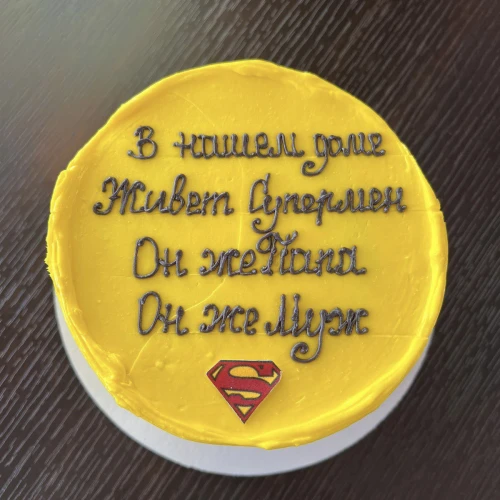 В нашем доме
Живет Супермен
Он же Папа
Он же Муж
S